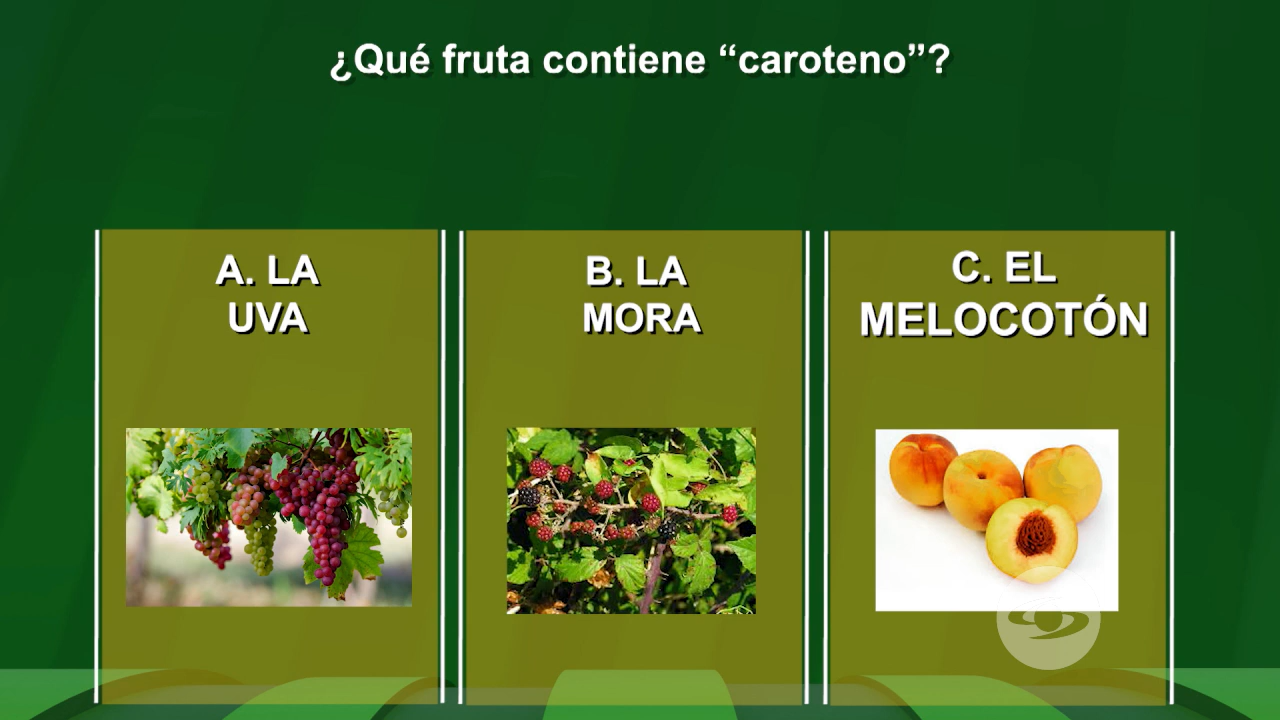 ¿Qué fruta contiene “caroteno”?
A. LA
UVA
B. LA
MORA
C. EL
MELOCOTÓN